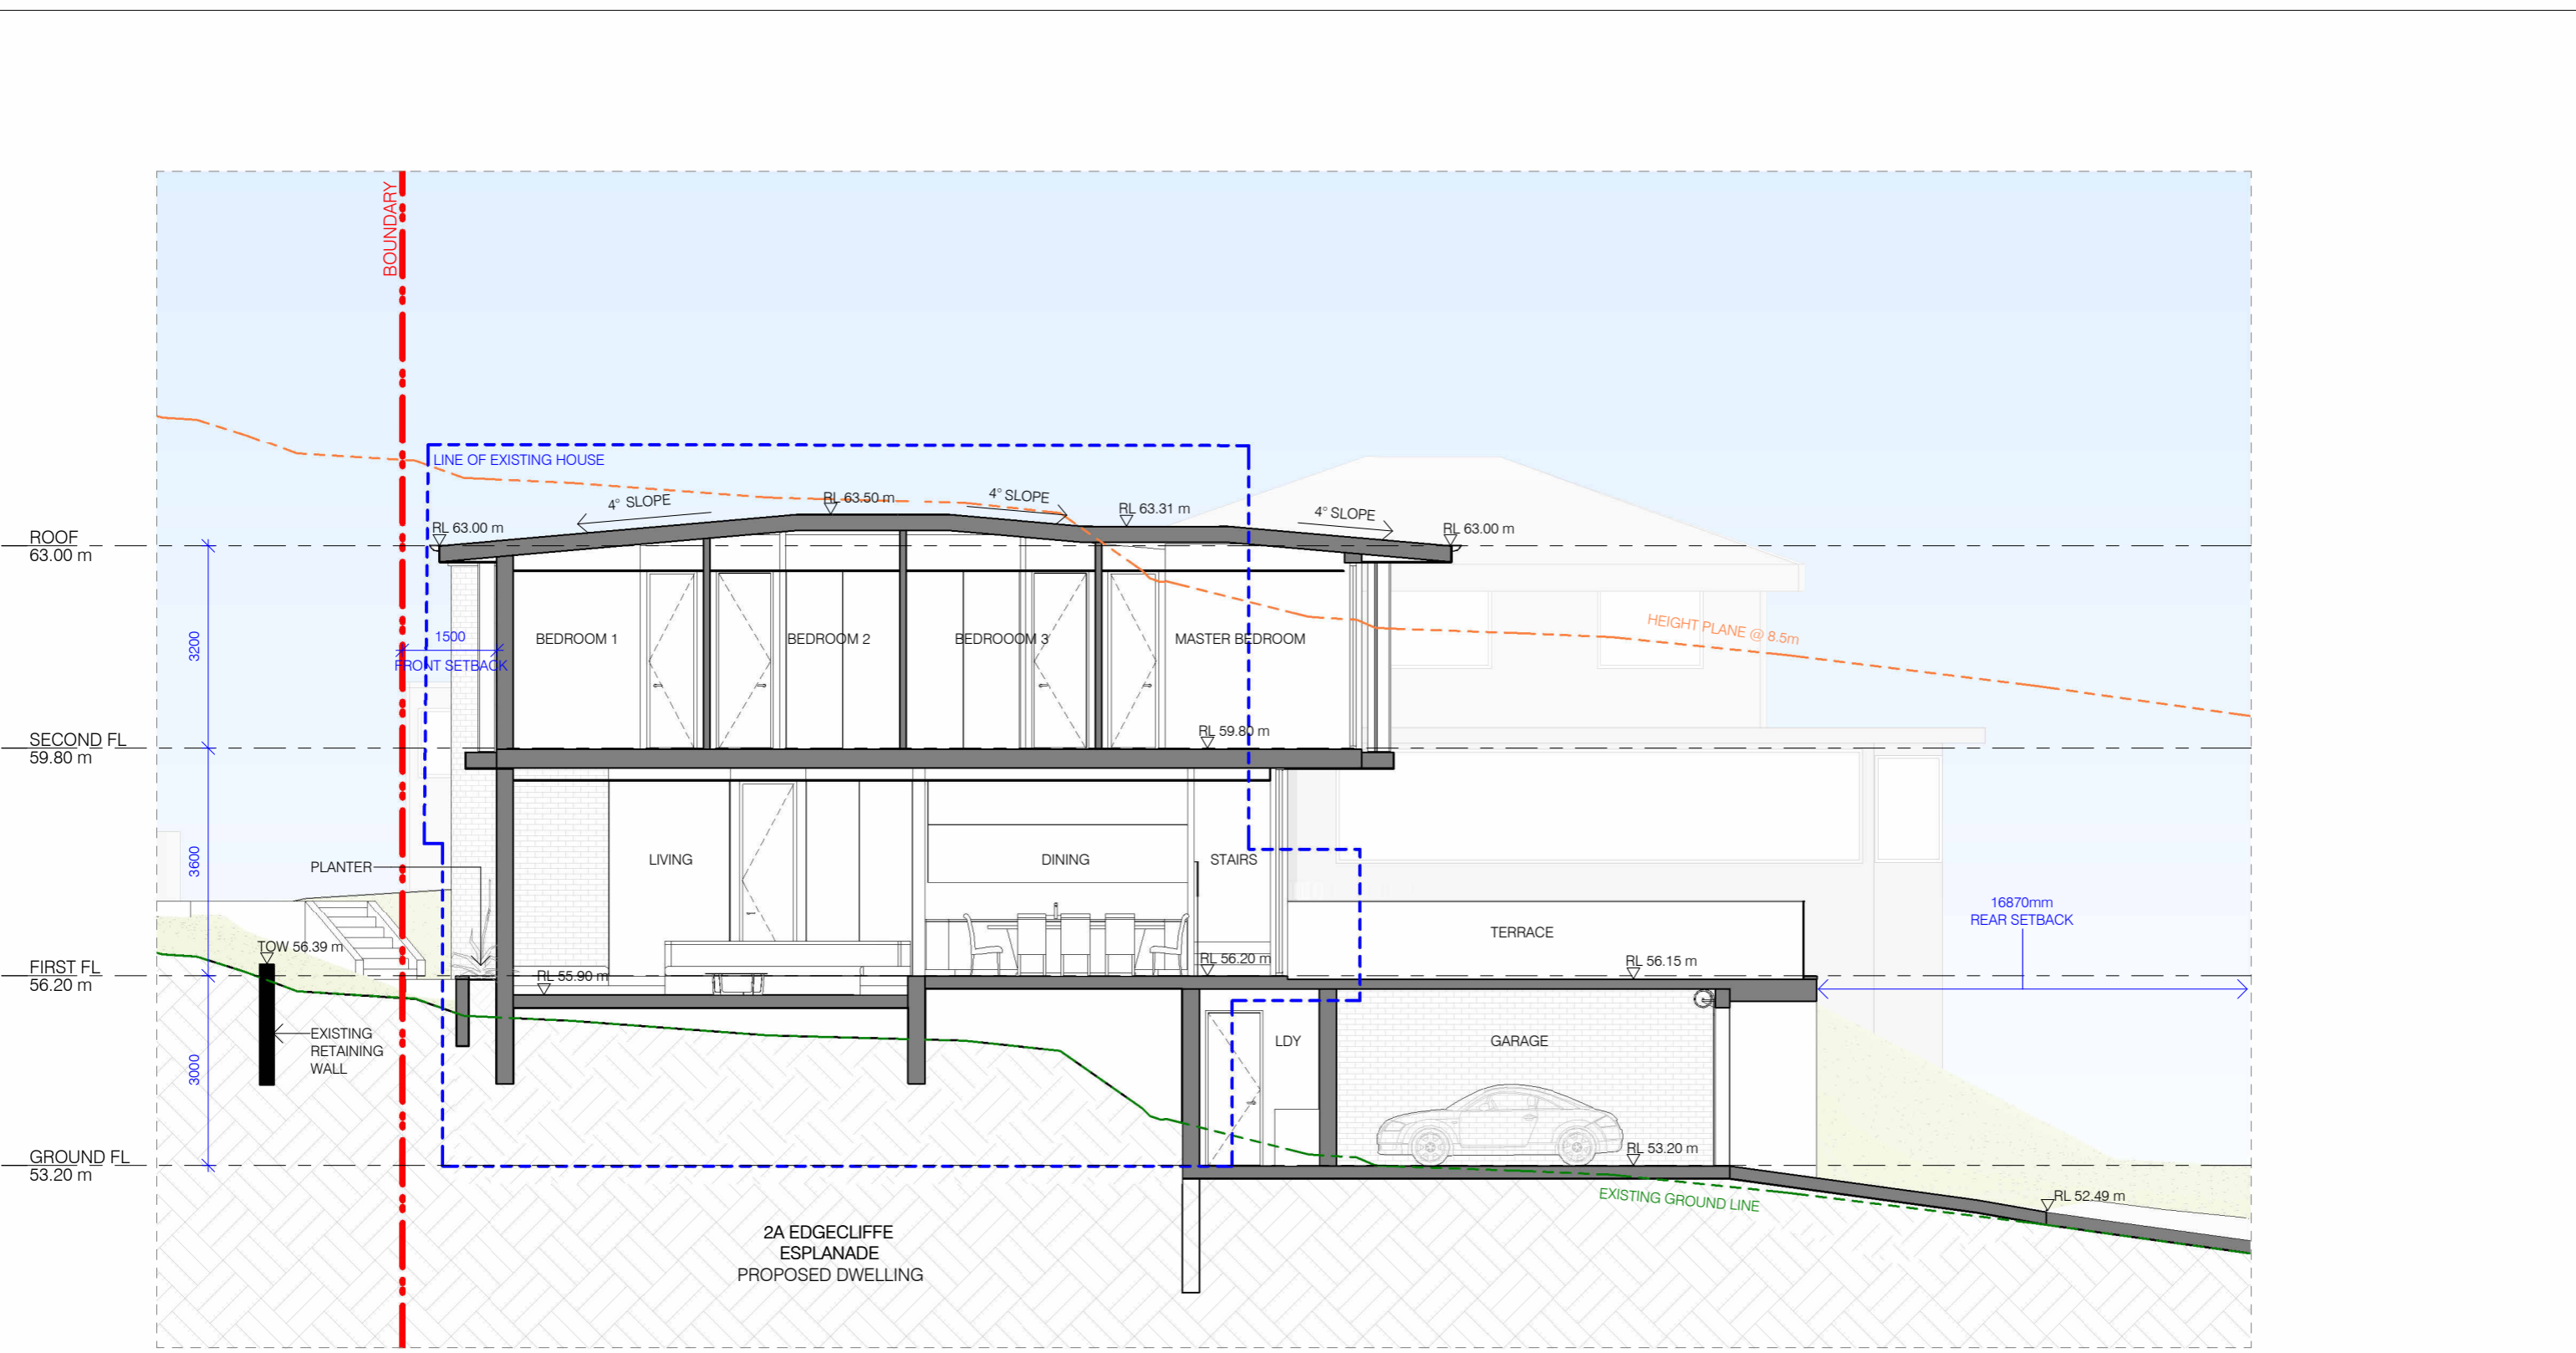 BOUNDARY
LINE OF EXISTING HOUSE
4° SLOPE
RL 63.50 m
4° SLOPE
RL 63.31 m
4° SLOPE
RL 63.00 m
RL 63.00 m
ROOF
63.00 m
HEIGHT PLANE @ 8.5m
3200
1500
FRONT SETBACK
BEDROOM 1
BEDROOM 2
BEDROOOM 3
MASTER BEDROOM
RL 59.80 m
SECOND FL
59.80 m
3600
PLANTER
LIVING
DINING
STAIRS
16870mm
REAR SETBACK
TERRACE
TOW 56.39 m
FIRST FL
56.20 m
RL 55.90 m
RL 56.20 m
RL 56.15 m
EXISTING
RETAINING
WALL
3000
LDY
GARAGE
RL 53.20 m
GROUND FL
53.20 m
EXISTING GROUND LINE
RL 52.49 m
2A EDGECLIFFE
ESPLANADE
PROPOSED DWELLING